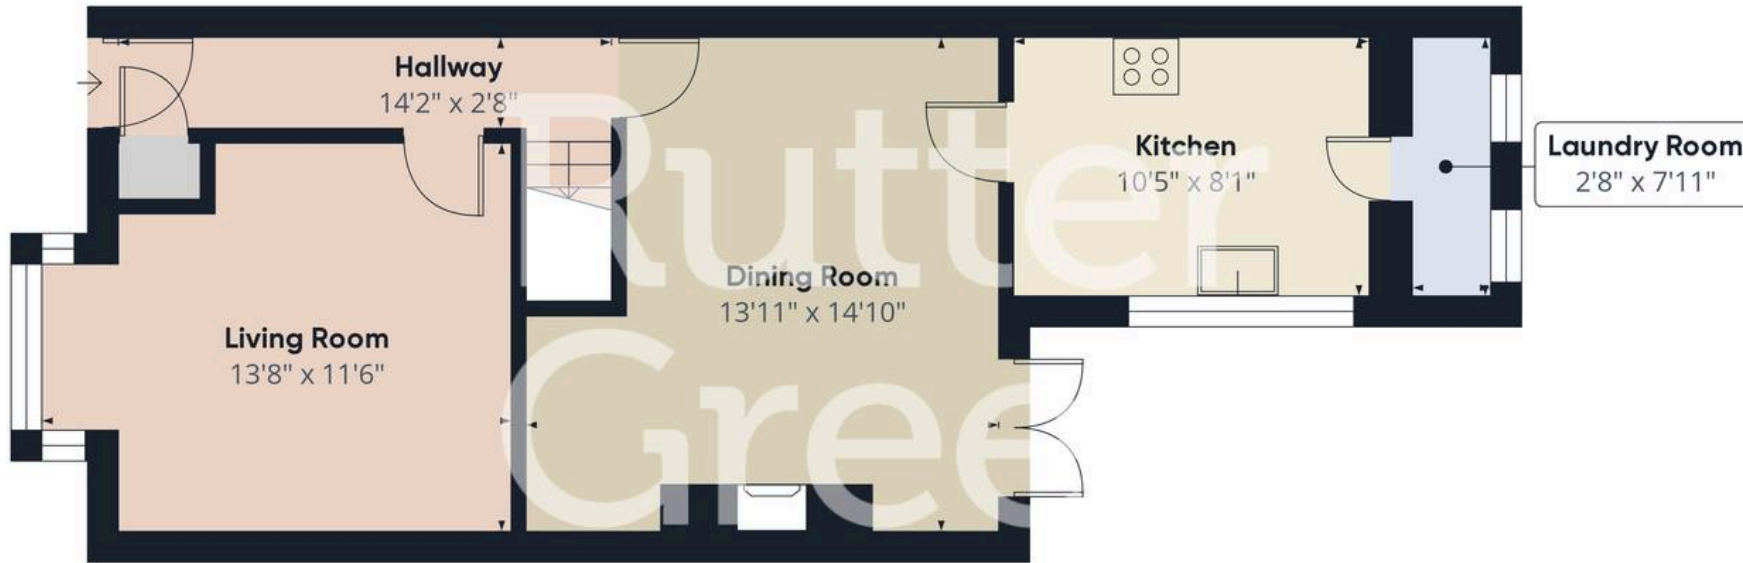 Hallway
14'2" x 2'8"
Kitchen
10'5" x 8'1"
Laundry Room
2'8" x 7'11"
Dining Room
13'11" x 14'10"
Living Room
13'8" x 11'6"
Rutter
Gree